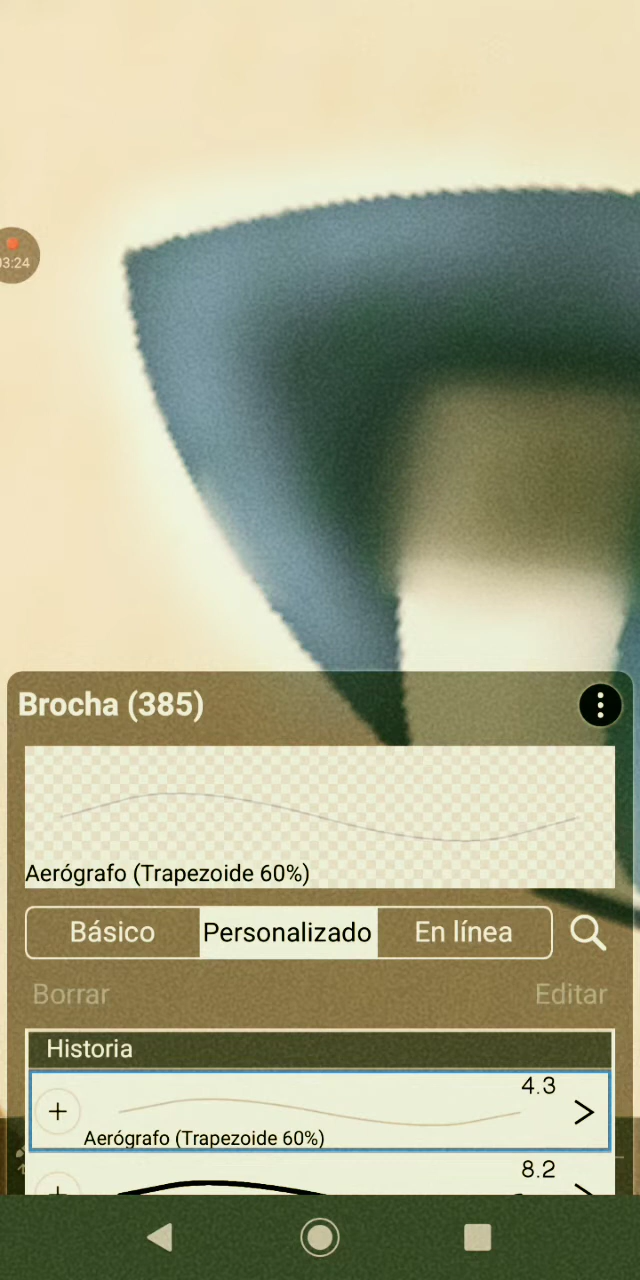 03:24
Brocha (385)
Aerógrafo (Trapezoide 60%)
Básico
Personalizado
En línea
Borrar
Editar
Historia
4.3
Aerógrafo (Trapezoide 60%)
8.2